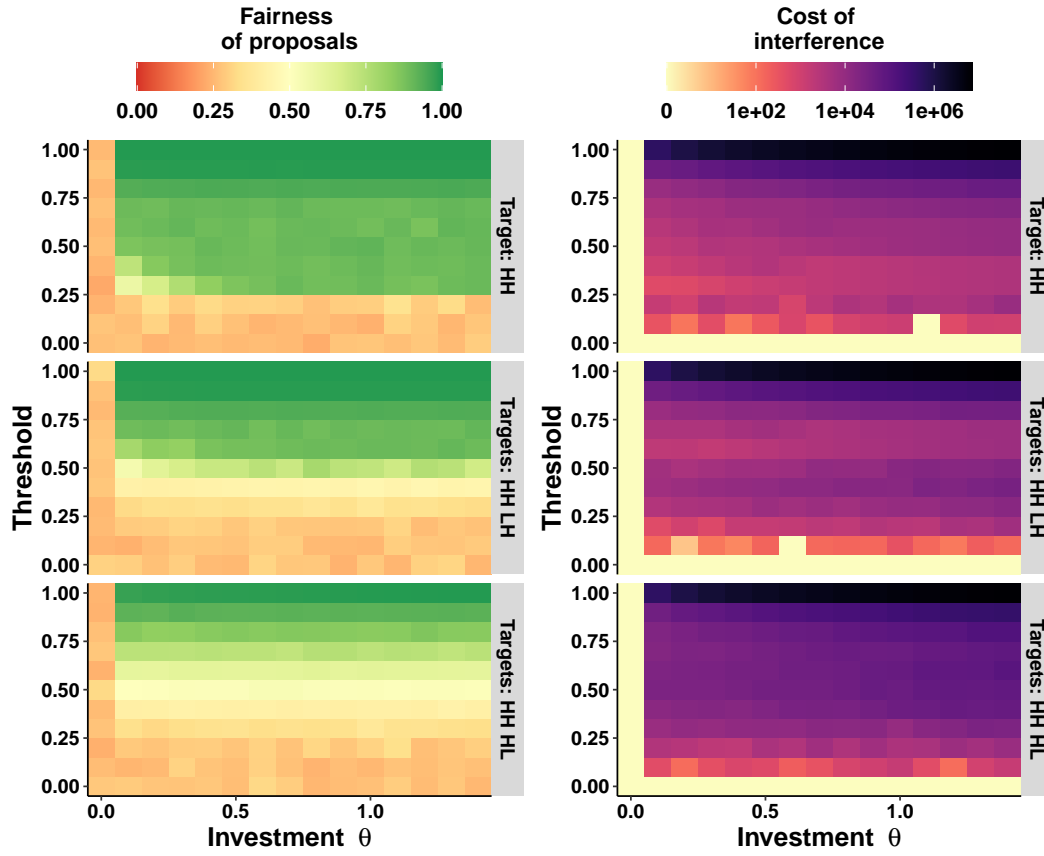 Fairness
of proposals
0.00 0.25 0.50 0.75 1.00
Cost of
interference
0 1e+02 1e+04 1e+06
Threshold
1.00
0.75
0.50
0.25
0.00
Target: HH
1.00
0.75
0.50
0.25
0.00
Targets: HH LH
1.00
0.75
0.50
0.25
0.00
Targets: HH HL
0.0 0.5 1.0
Investment θ
Threshold
1.00
0.75
0.50
0.25
0.00
Target: HH
1.00
0.75
0.50
0.25
0.00
Targets: HH LH
1.00
0.75
0.50
0.25
0.00
Targets: HH HL
0.0 0.5 1.0
Investment θ